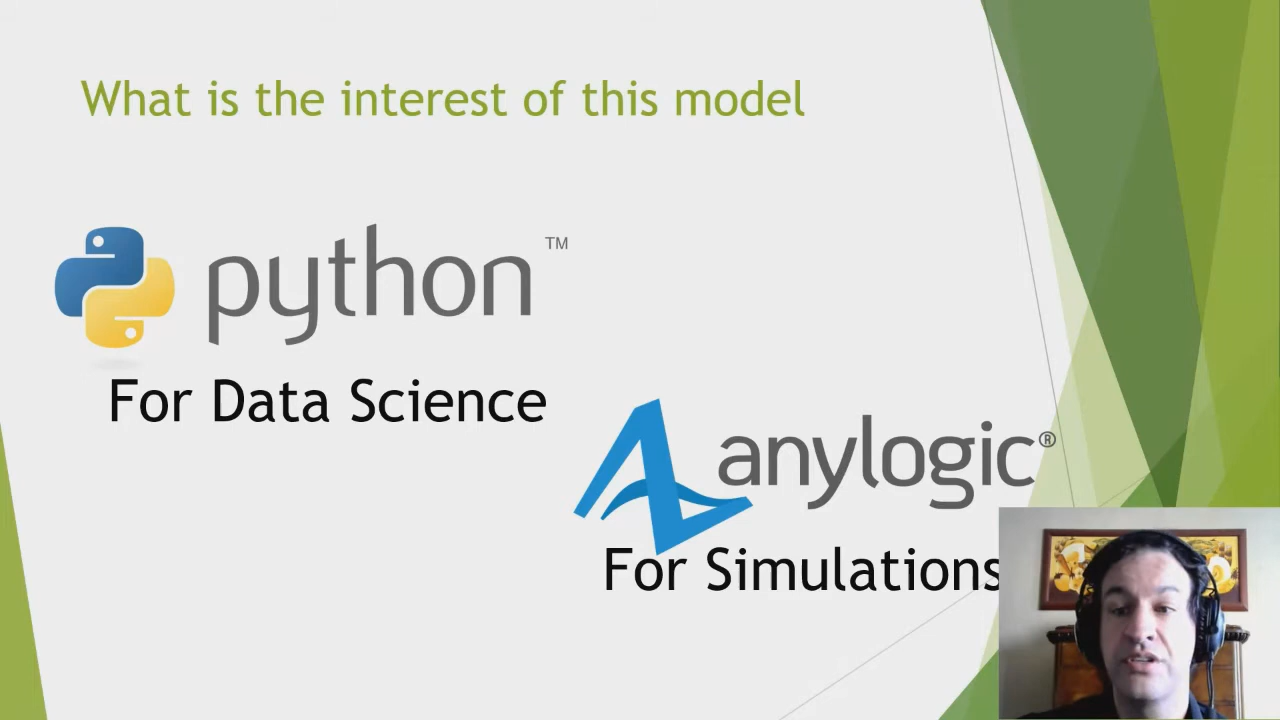 What is the interest of this model
python™
For Data Science
anylogic®
For Simulations